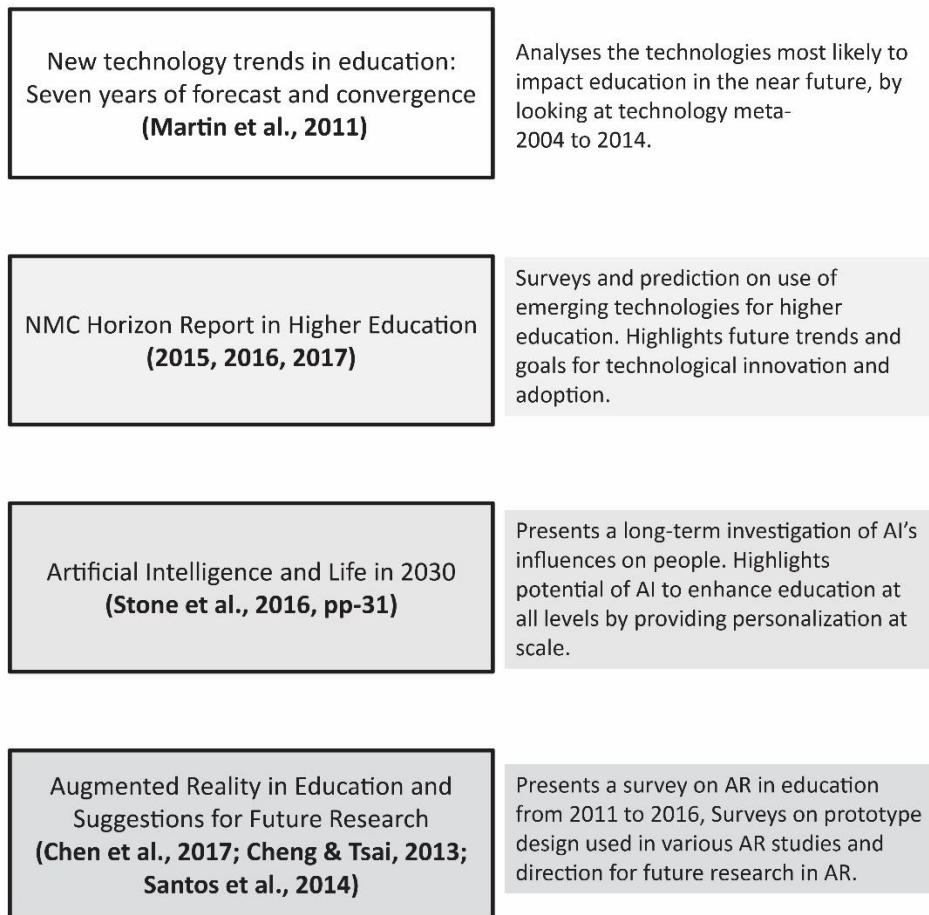 New technology trends in education:
Seven years of forecast and convergence
(Martin et al., 2011)
Analyses the technologies most likely to
impact education in the near future, by
looking at technology meta-
2004 to 2014.
NMC Horizon Report in Higher Education
(2015, 2016, 2017)
Surveys and prediction on use of
emerging technologies for higher
education. Highlights future trends and
goals for technological innovation and
adoption.
Artificial Intelligence and Life in 2030
(Stone et al., 2016, pp-31)
Presents a long-term investigation of AI’s
influences on people. Highlights
potential of AI to enhance education at
all levels by providing personalization at
scale.
Augmented Reality in Education and
Suggestions for Future Research
(Chen et al., 2017; Cheng & Tsai, 2013;
Santos et al., 2014)
Presents a survey on AR in education
from 2011 to 2016, Surveys on prototype
design used in various AR studies and
direction for future research in AR.